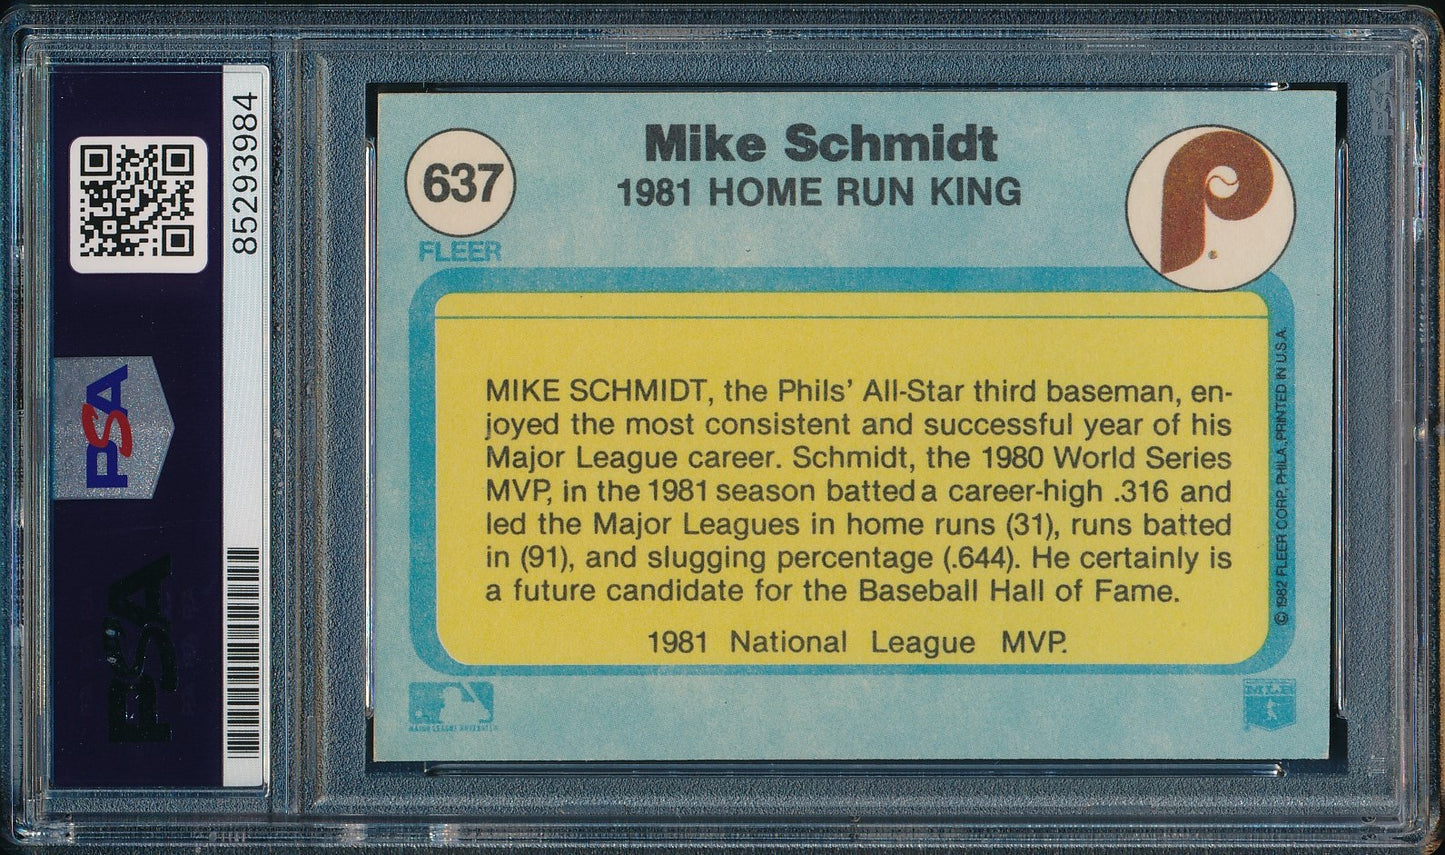 85293984
PSA
PSA
637
FLEER
Mike Schmidt
1981 HOME RUN KING
P
MIKE SCHMIDT, the Phils' All-Star third baseman, en-
joyed the most consistent and successful year of his
Major League career. Schmidt, the 1980 World Series
MVP, in the 1981 season batted a career-high .316 and
led the Major Leagues in home runs (31), runs batted
in (91), and slugging percentage (.644). He certainly is
a future candidate for the Baseball Hall of Fame.
1981 National League MVP.
© 1982 FLEER CORP., PHILA. PRINTED IN U.S.A.
MAJOR LEAGUE BASEBALL
MLB